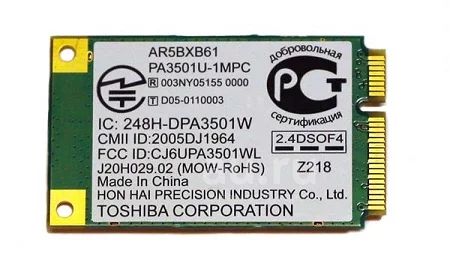 AR5BXB61
PA3501U-1MPC
R 003NY05155 0000
T D05-0110003
добровольная
РСТ
сертификация
IC: 248H-DPA3501W
CMII ID: 2005DJ1964
2.4DSOF4
FCC ID:CJ6UPA3501WL
J20H029.02 (MOW-RoHS)
Z218
Made in China
HON HAI PRECISION INDUSTRY CO.,LTD./
TOSHIBA CORPORATION